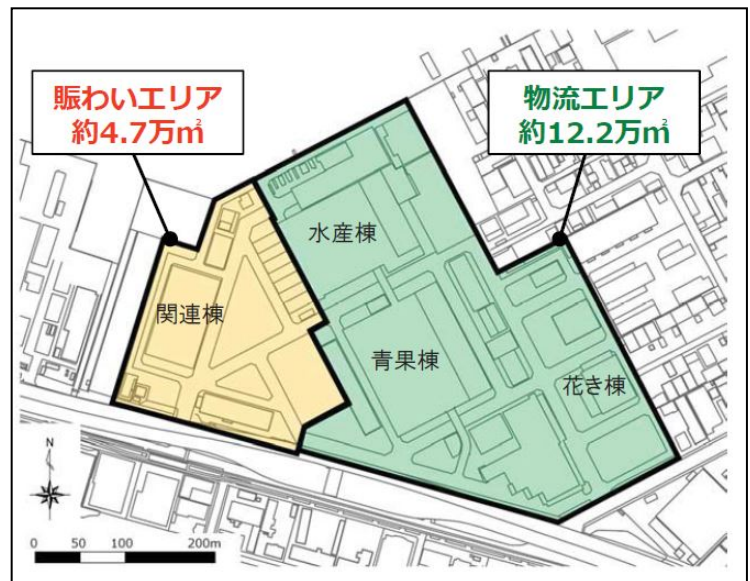 賑わいエリア
約4.7万㎡
物流エリア
約12.2万㎡
水産棟
関連棟
青果棟
花き棟
N
0 50 100 200m